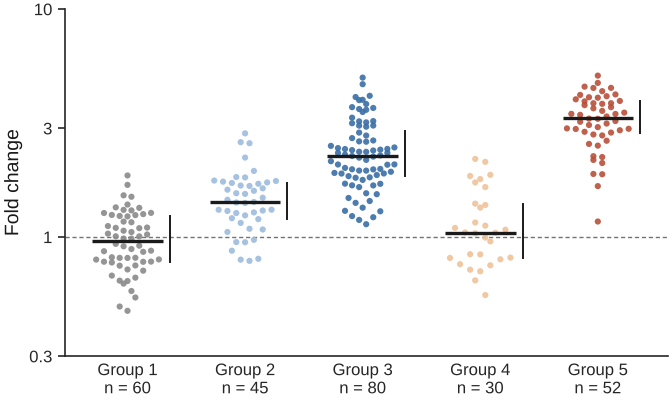 10
3
1
0.3
Fold change
Group 1 Group 2 Group 3 Group 4 Group 5
n = 60 n = 45 n = 80 n = 30 n = 52